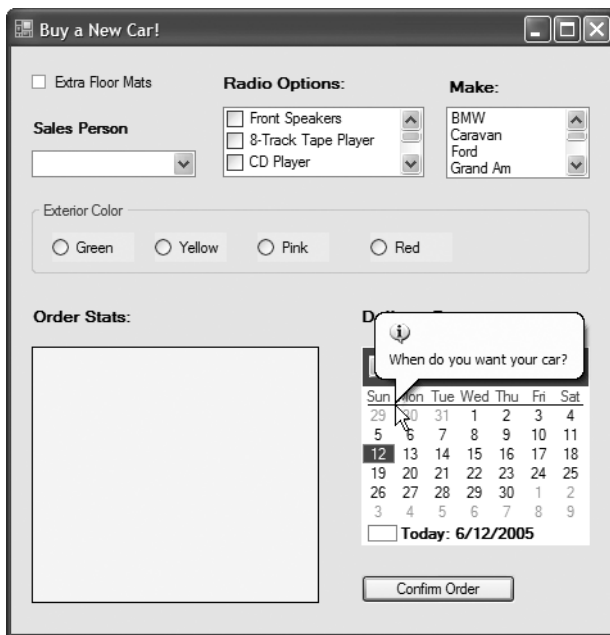 Buy a New Car!
Extra Floor Mats
Radio Options:
Make:
Front Speakers
8-Track Tape Player
CD Player
BMW
Caravan
Ford
Grand Am
Sales Person
Exterior Color
Green Yellow Pink Red
Order Stats:
When do you want your car?
Sun Mon Tue Wed Thu Fri Sat
29 30 31 1 2 3 4
5 6 7 8 9 10 11
12 13 14 15 16 17 18
19 20 21 22 23 24 25
26 27 28 29 30 1 2
3 4 5 6 7 8 9
Today: 6/12/2005
Confirm Order